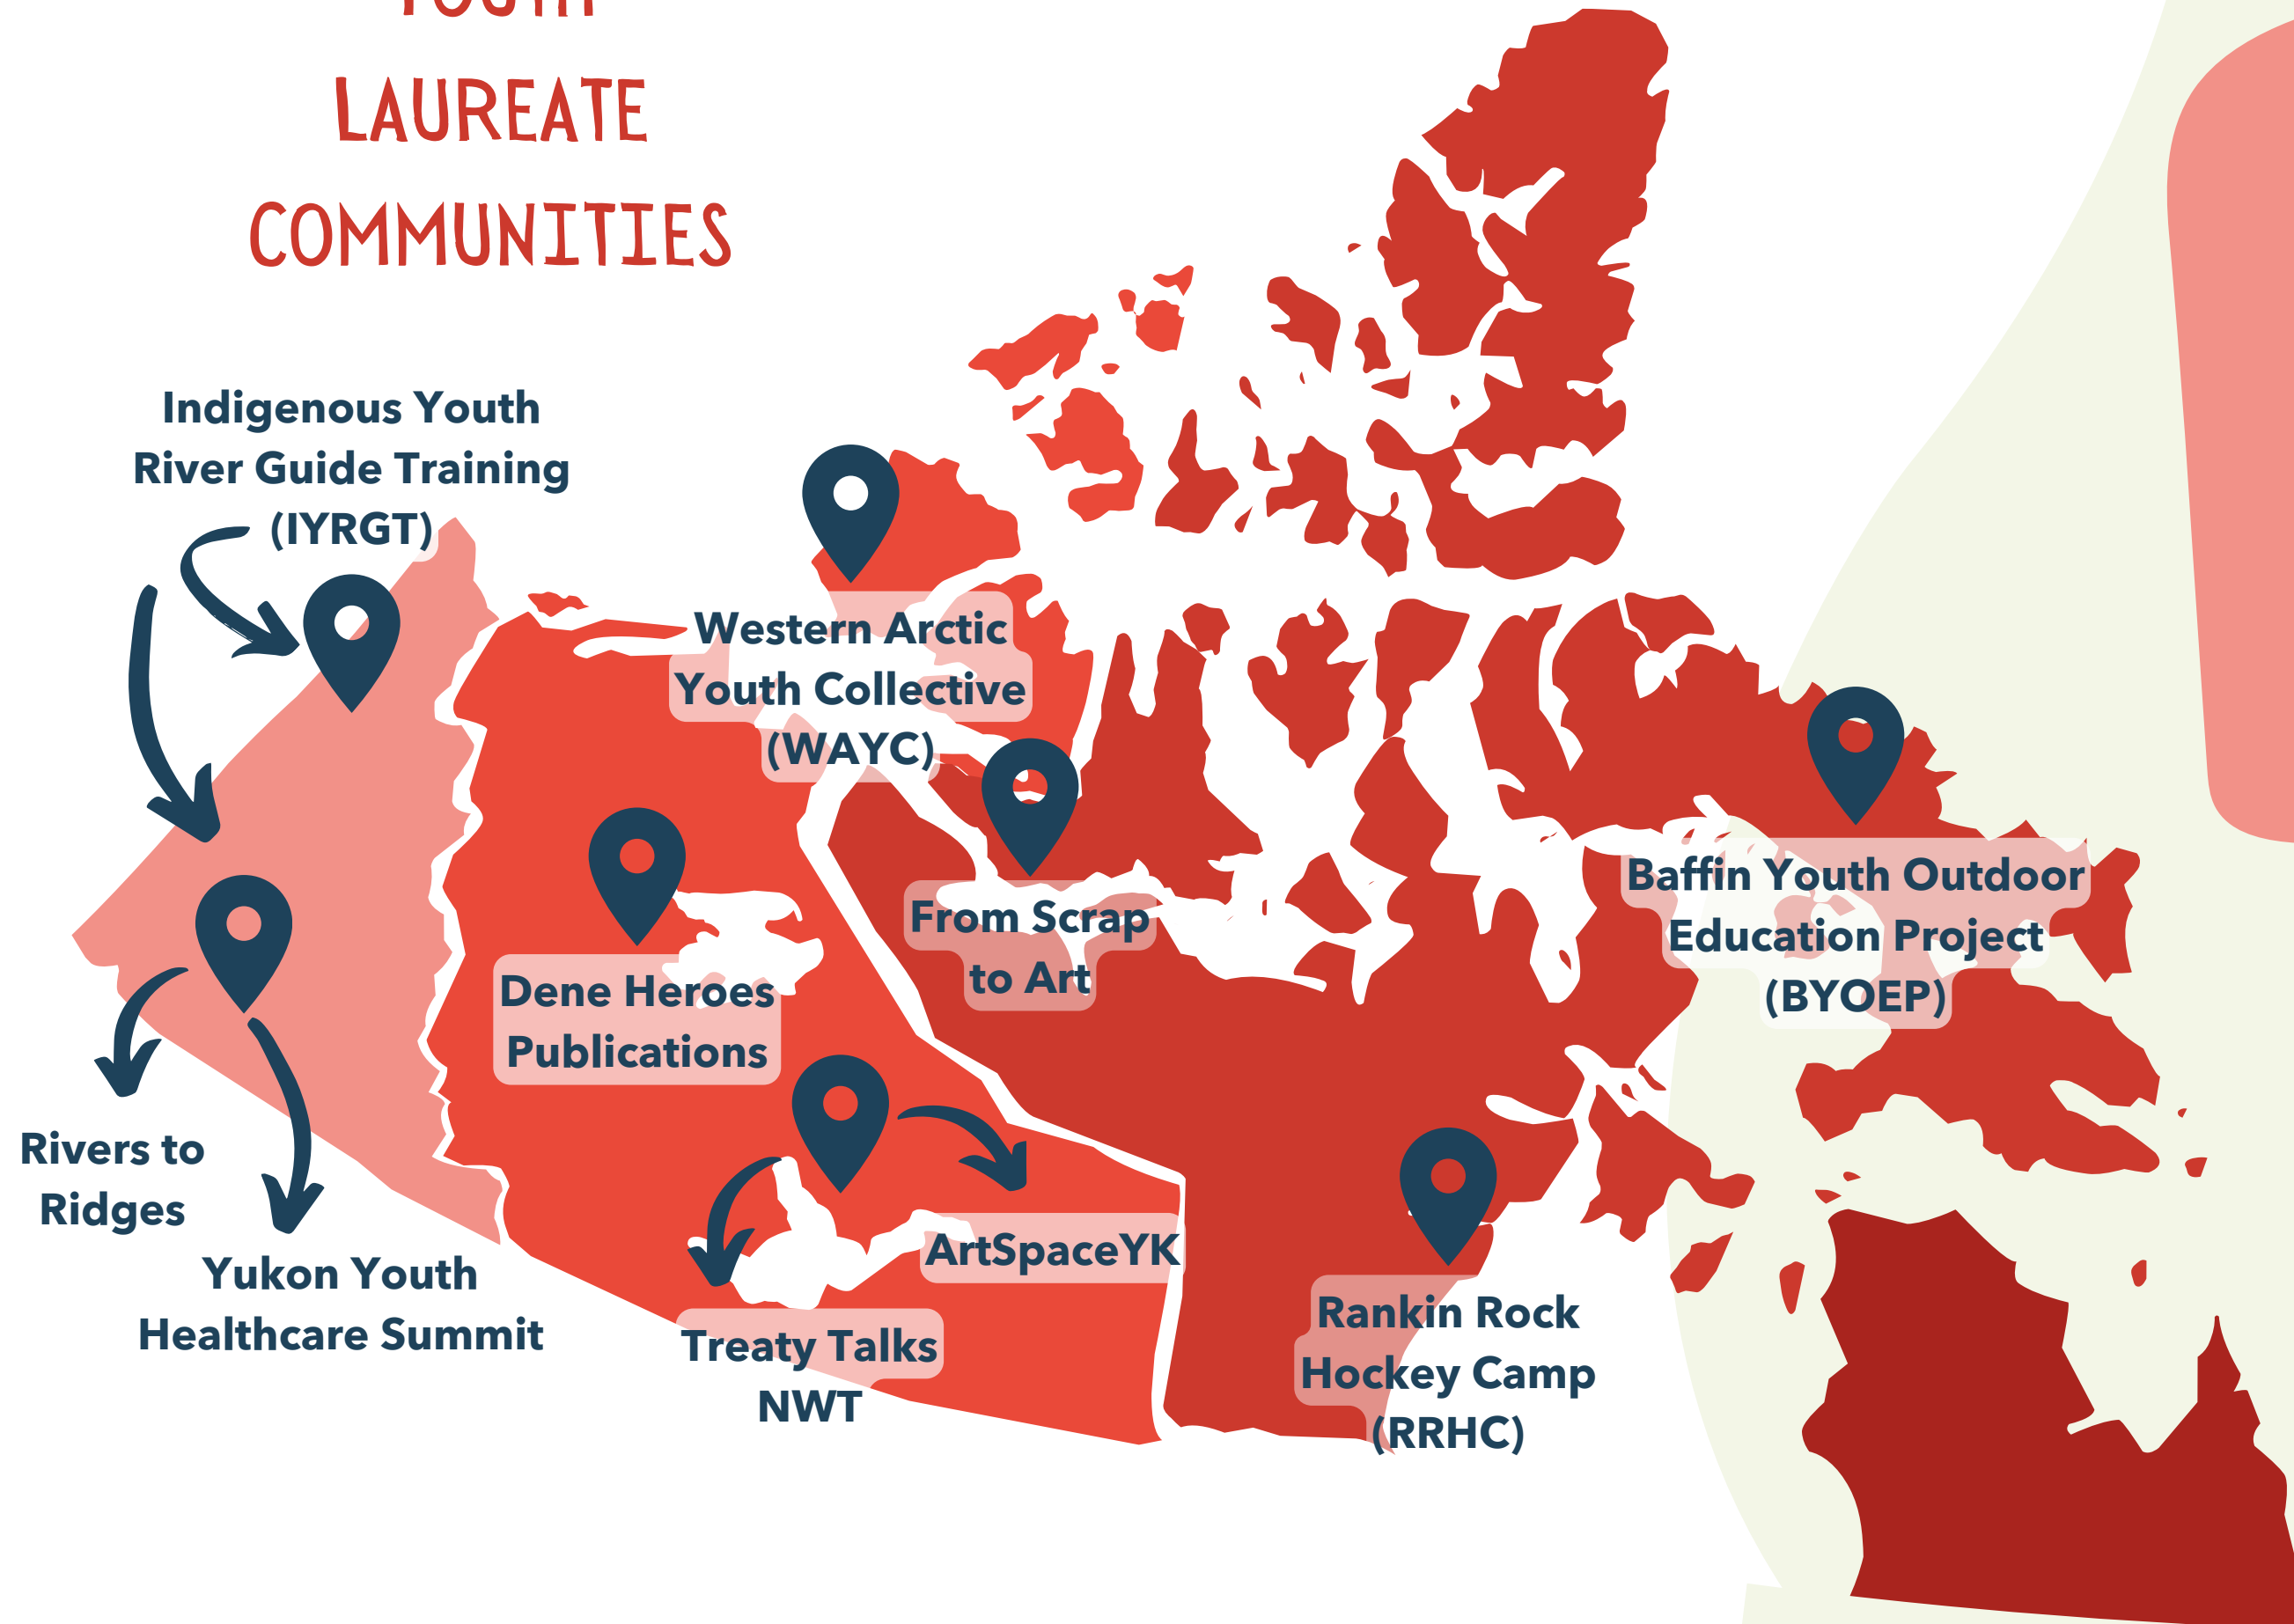 YOUTH
LAUREATE
COMMUNITIES
Indigenous Youth
River Guide Training
(IYRGT)
Western Arctic
Youth Collective
(WAYC)
From Scrap
to Art
Baffin Youth Outdoor
Education Project
(BYOEP)
Dene Heroes
Publications
Rivers to
Ridges
Yukon Youth
Healthcare Summit
ArtSpaceYK
Treaty Talks
NWT
Rankin Rock
Hockey Camp
(RRHC)